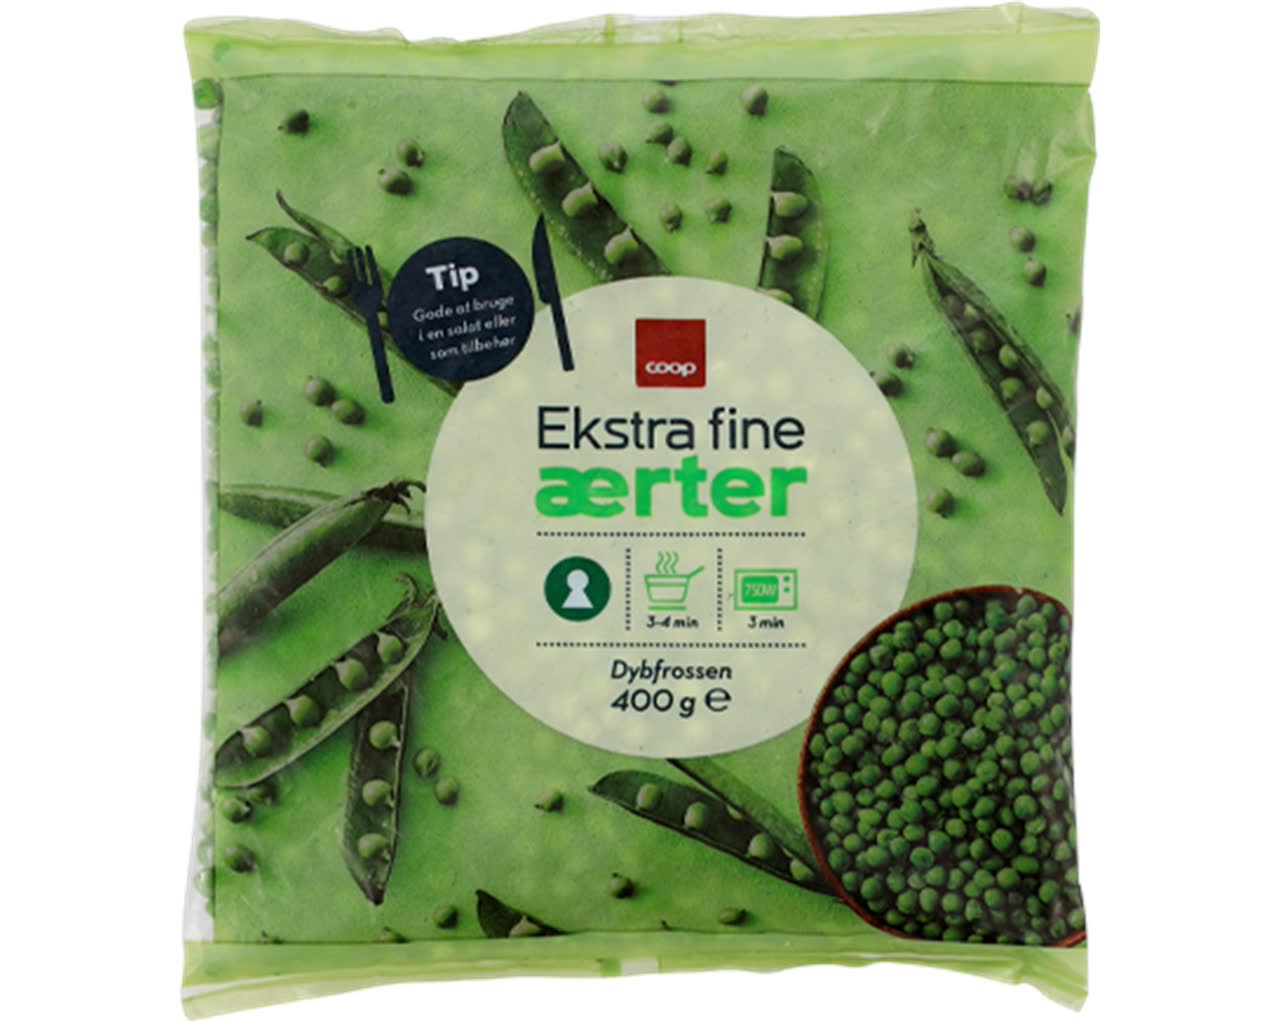 Tip
Gode at bruge
i en salat eller
som tilbehør
coop
Ekstra fine
ærter
750W
3-4 min
3 min
Dybfrossen
400 g ℮